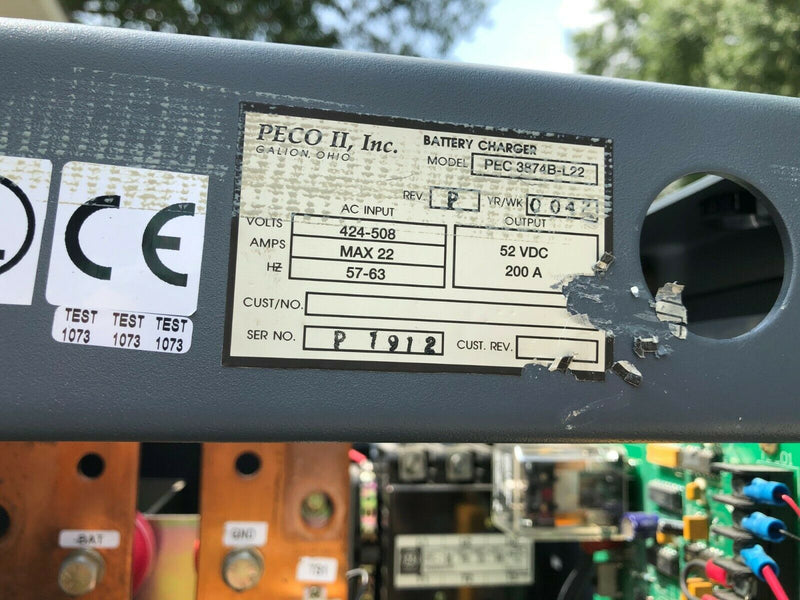 PECO II, Inc.
GALION, OHIO
BATTERY CHARGER
MODEL PEC 3874B-L22
REV. P YR/WK 004
AC INPUT
OUTPUT
VOLTS 424-508
AMPS MAX 22
HZ 57-63
52 VDC
200 A
CUST/NO.
SER NO. P 1912
CUST. REV.
CE
TEST TEST TEST
1073 1073 1073
-BAT
GND
TB1